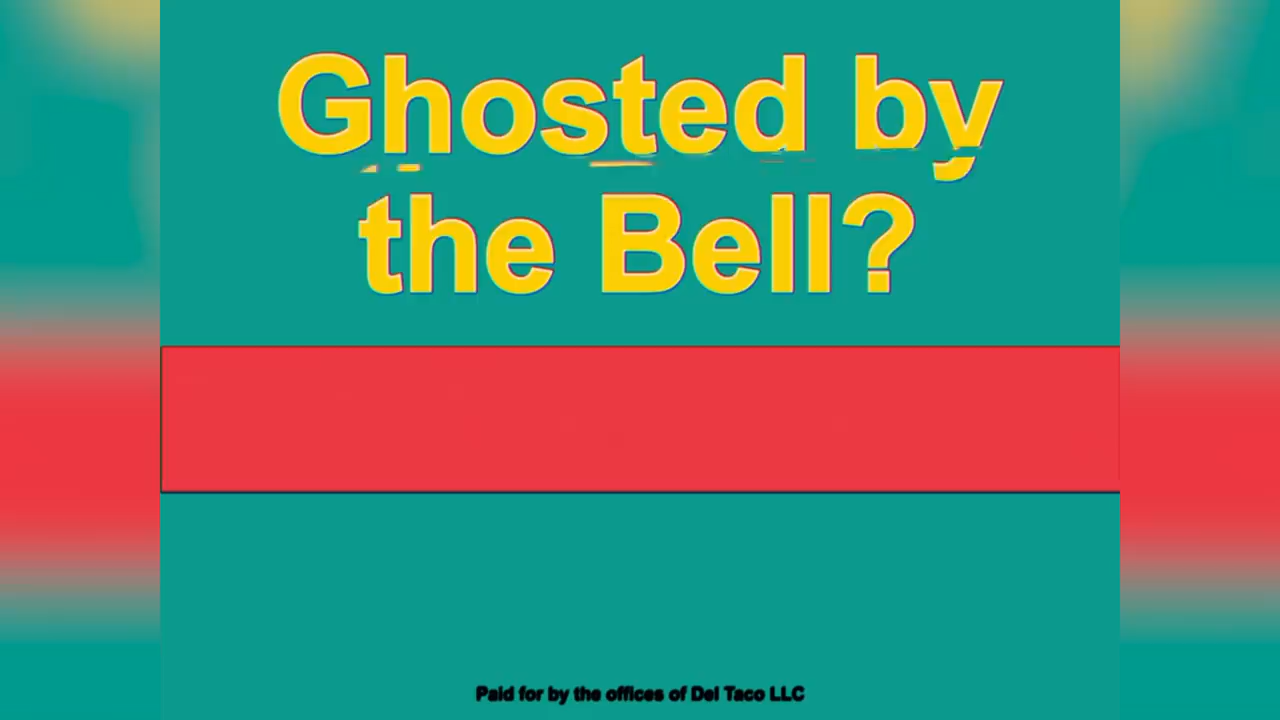 Ghosted by
the Bell?
Paid for by the offices of Del Taco LLC